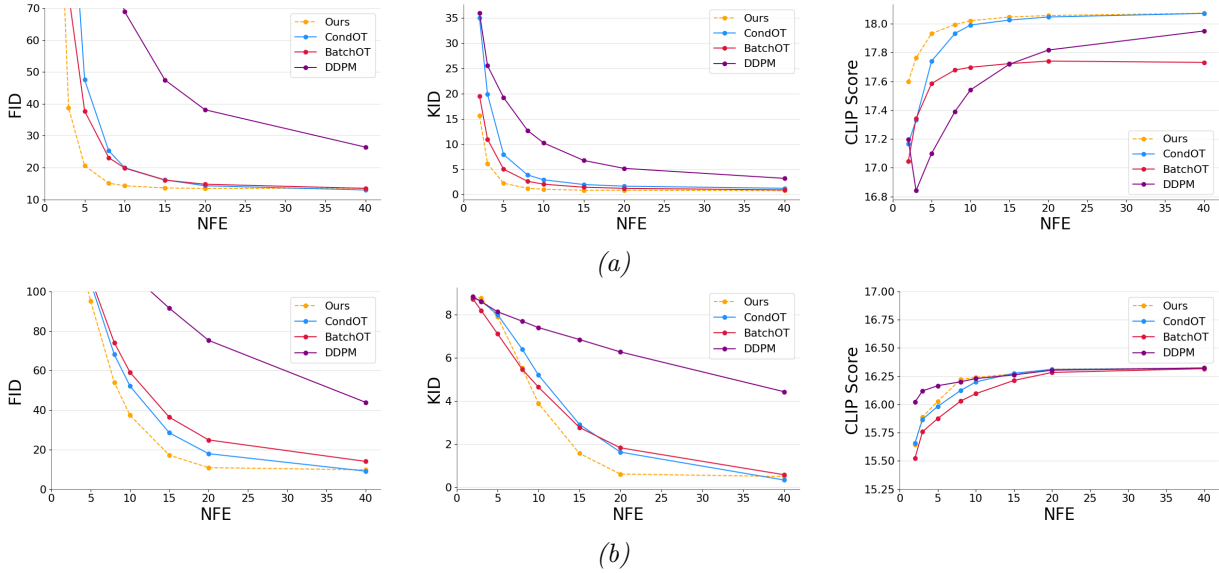 70
60
50
40
30
20
10
FID
5
10
15
20
25
30
35
40
NFE
Ours
CondOT
BatchOT
DDPM
35
30
25
20
15
10
5
0
KID
0
5
10
15
20
25
30
35
40
NFE
Ours
CondOT
BatchOT
DDPM
18.0
17.8
17.6
17.4
17.2
17.0
16.8
CLIP Score
0
5
10
15
20
25
30
35
40
NFE
Ours
CondOT
BatchOT
DDPM
(a)
100
80
60
40
20
0
FID
5
10
15
20
25
30
35
40
NFE
Ours
CondOT
BatchOT
DDPM
8
6
4
2
0
KID
0
5
10
15
20
25
30
35
40
NFE
Ours
CondOT
BatchOT
DDPM
17.00
16.75
16.50
16.25
16.00
15.75
15.50
15.25
CLIP Score
0
5
10
15
20
25
30
35
40
NFE
Ours
CondOT
BatchOT
DDPM
(b)